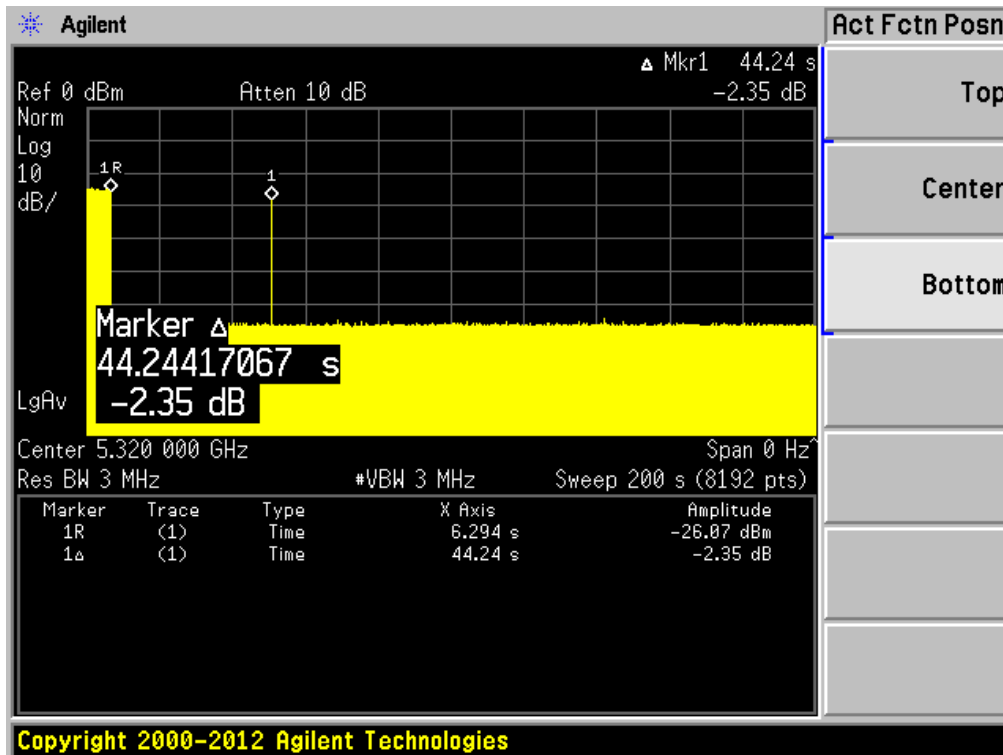 Agilent
Act Fctn Posn
Δ Mkr1 44.24 s
Ref 0 dBm Atten 10 dB -2.35 dB
Norm
Log
10
dB/
1R
1
Marker Δ
44.24417067 s
-2.35 dB
LgAv
Center 5.320 000 GHz Span 0 Hz^
Res BW 3 MHz #VBW 3 MHz Sweep 200 s (8192 pts)
Marker Trace Type X Axis Amplitude
1R (1) Time 6.294 s -26.07 dBm
1Δ (1) Time 44.24 s -2.35 dB
Top
Center
Bottom
Copyright 2000-2012 Agilent Technologies